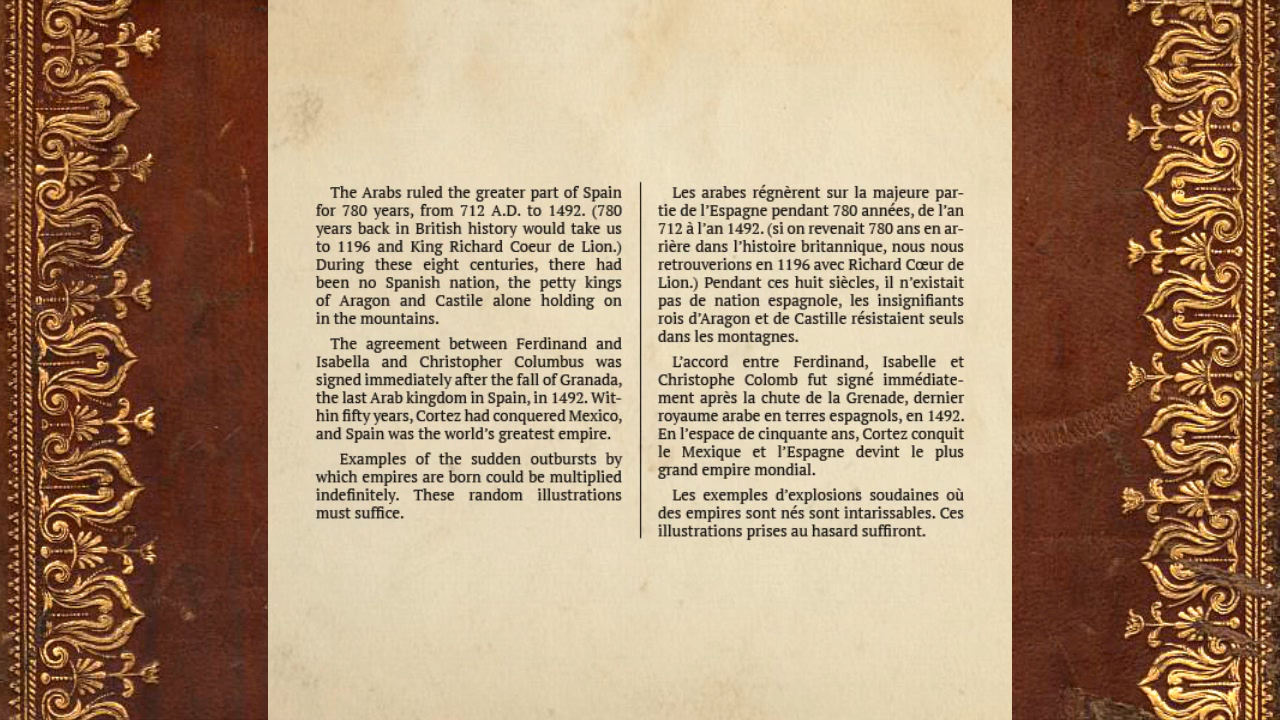 The Arabs ruled the greater part of Spain
for 780 years, from 712 A.D. to 1492. (780
years back in British history would take us
to 1196 and King Richard Coeur de Lion.)
During these eight centuries, there had
been no Spanish nation, the petty kings
of Aragon and Castile alone holding on
in the mountains.
The agreement between Ferdinand and
Isabella and Christopher Columbus was
signed immediately after the fall of Granada,
the last Arab kingdom in Spain, in 1492. Wit-
hin fifty years, Cortez had conquered Mexico,
and Spain was the world's greatest empire.
Examples of the sudden outbursts by
which empires are born could be multiplied
indefinitely. These random illustrations
must suffice.
Les arabes régnèrent sur la majeure par-
tie de l'Espagne pendant 780 années, de l'an
712 à l'an 1492. (si on revenait 780 ans en ar-
rière dans l'histoire britannique, nous nous
retrouverions en 1196 avec Richard Cœur de
Lion.) Pendant ces huit siècles, il n'existait
pas de nation espagnole, les insignifiants
rois d'Aragon et de Castille résistaient seuls
dans les montagnes.
L'accord entre Ferdinand, Isabelle et
Christophe Colomb fut signé immédiate-
ment après la chute de la Grenade, dernier
royaume arabe en terres espagnols, en 1492.
En l'espace de cinquante ans, Cortez conquit
le Mexique et l'Espagne devint le plus
grand empire mondial.
Les exemples d'explosions soudaines où
des empires sont nés sont intarissables. Ces
illustrations prises au hasard suffiront.